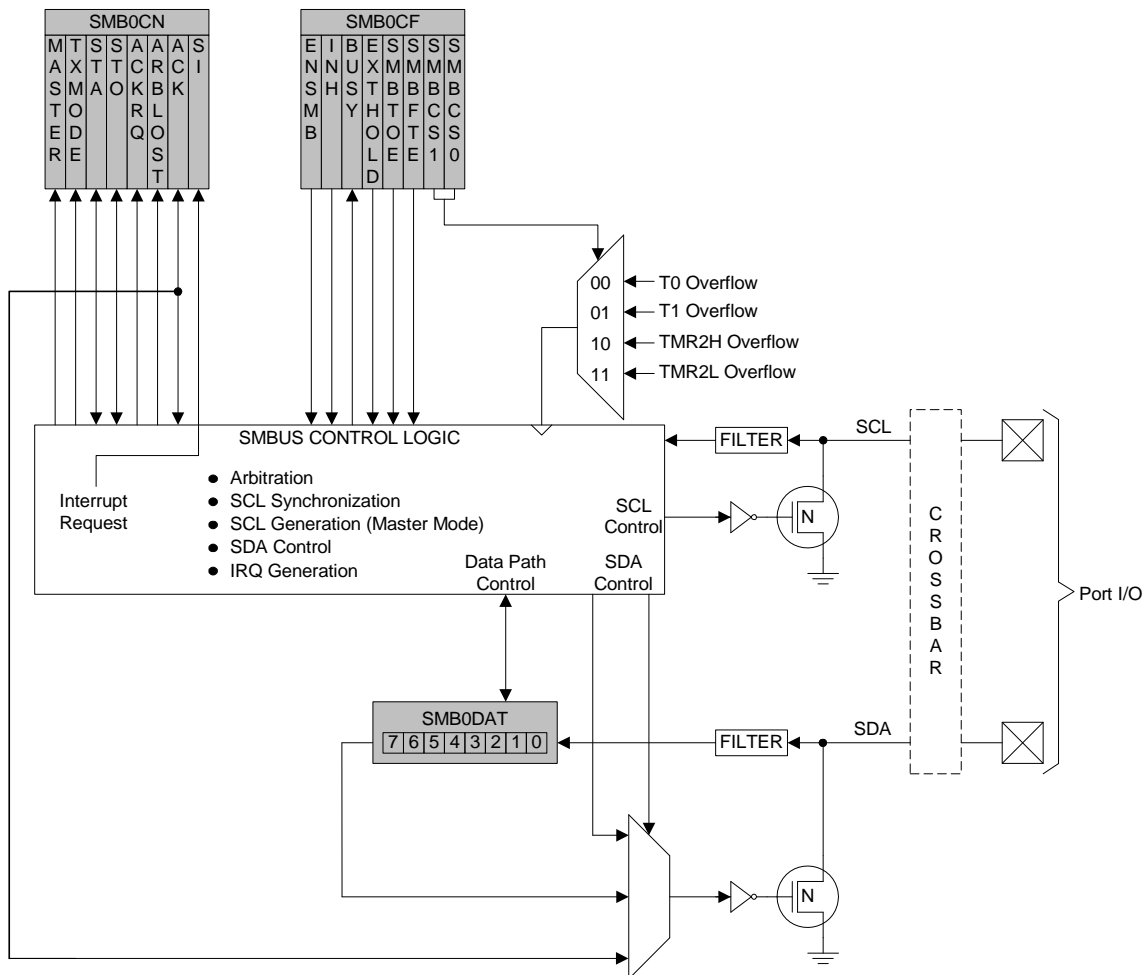 SMB0CN
MASTER
TXMODE
STA
STO
ACKRQ
ARBLOST
ACK
SI
SMB0CF
ENSMB
INH
BUSY
EXTHOLD
SMBTOE
SMBFTE
SMBCS1
SMBCS0
00 T0 Overflow
01 T1 Overflow
10 TMR2H Overflow
11 TMR2L Overflow
SMBUS CONTROL LOGIC
Interrupt
Request
● Arbitration
● SCL Synchronization
● SCL Generation (Master Mode)
● SDA Control
● IRQ Generation
Data Path
Control
SDA
Control
SCL
Control
FILTER
SCL
N
CROSSBAR
Port I/O
SMB0DAT
7 6 5 4 3 2 1 0
FILTER
SDA
N